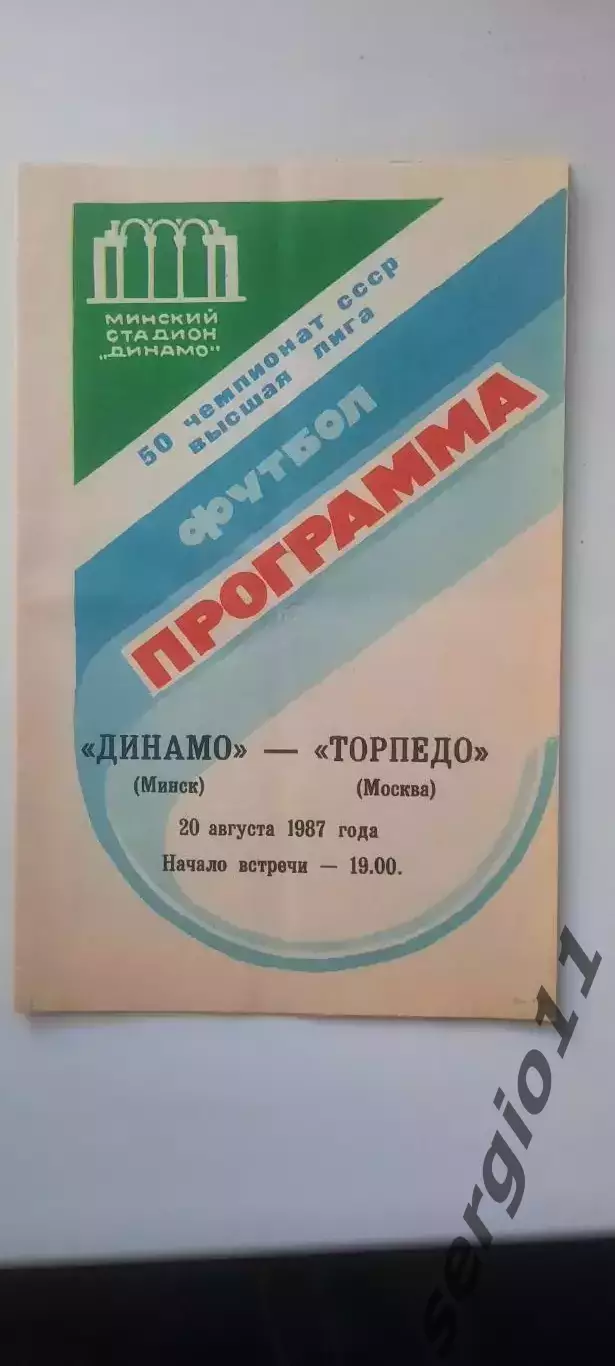 МИНСКИЙ
СТАДИОН
„ДИНАМО"
50 чемпионат СССР
высшая лига
ФУТБОЛ
ПРОГРАММА
«ДИНАМО» — «ТОРПЕДО»
(Минск) (Москва)
20 августа 1987 года
Начало встречи — 19.00.
sergio11